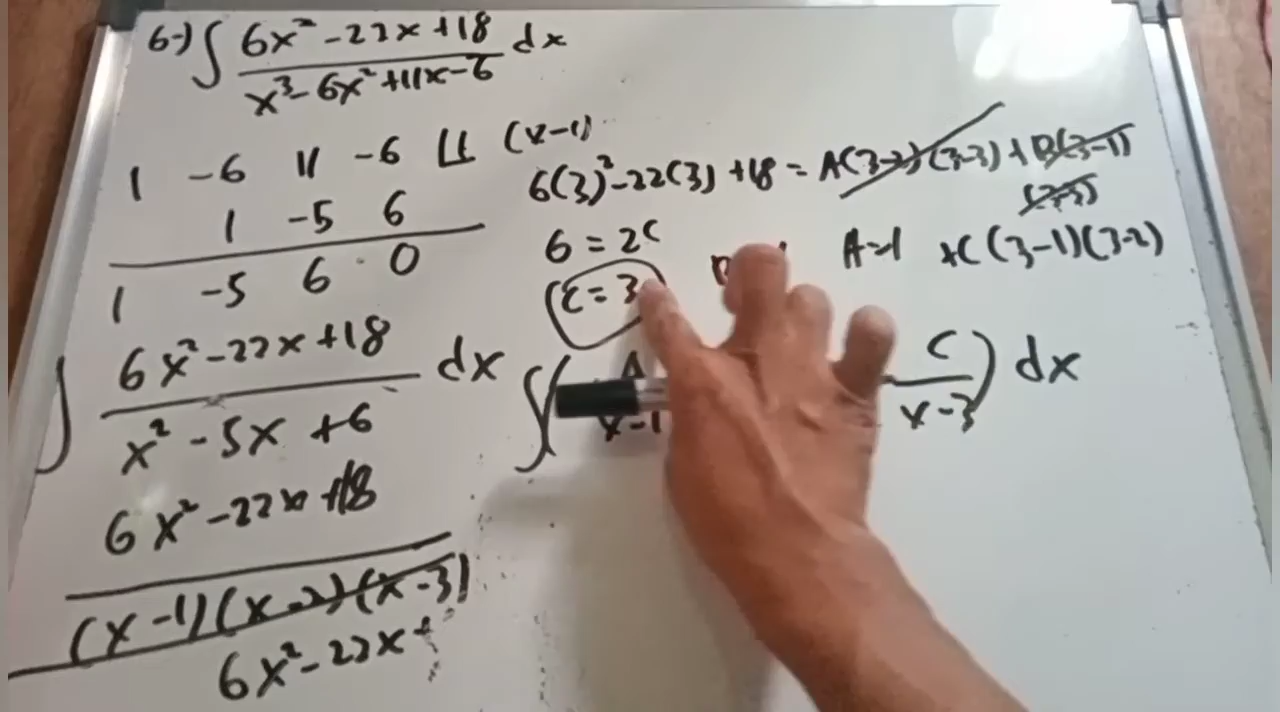 6-) ∫ 6x² -22x +18 dx
x³- 6x² +11x-6
1 -6 11 -6 ⌊1 (x-1)
1 -5 6
1 -5 6 0
∫ 6x²-22x+18 dx
x² -5x +6
6x² -22x +18
(x-1)(x-2)(x-3)
6x²-22x+
6(3)²-22(3) +18 = A(3-2)(3-3) + B(3-1)
(3-3)
+C(3-1)(3-2)
6 = 2C
A=1
C = 3
∫( x-1 C dx
x-3 )